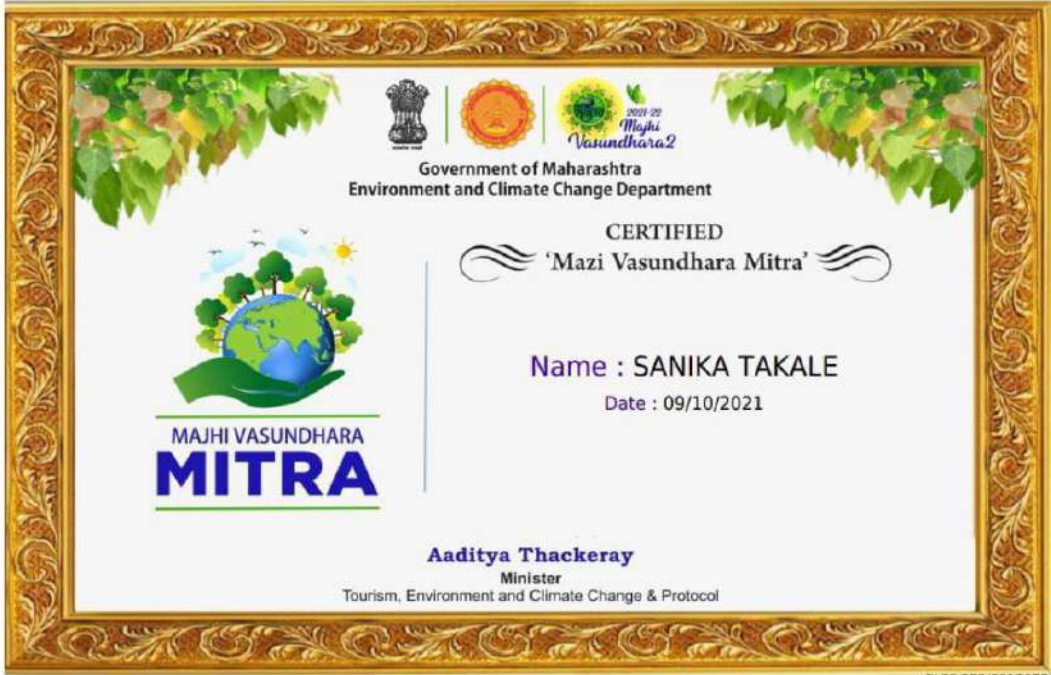 2021-22
Majhi
Vasundhara2
Government of Maharashtra
Environment and Climate Change Department
CERTIFIED
'Mazi Vasundhara Mitra'
Name : SANIKA TAKALE
Date : 09/10/2021
MAJHI VASUNDHARA
MITRA
Aaditya Thackeray
Minister
Tourism, Environment and Climate Change & Protocol